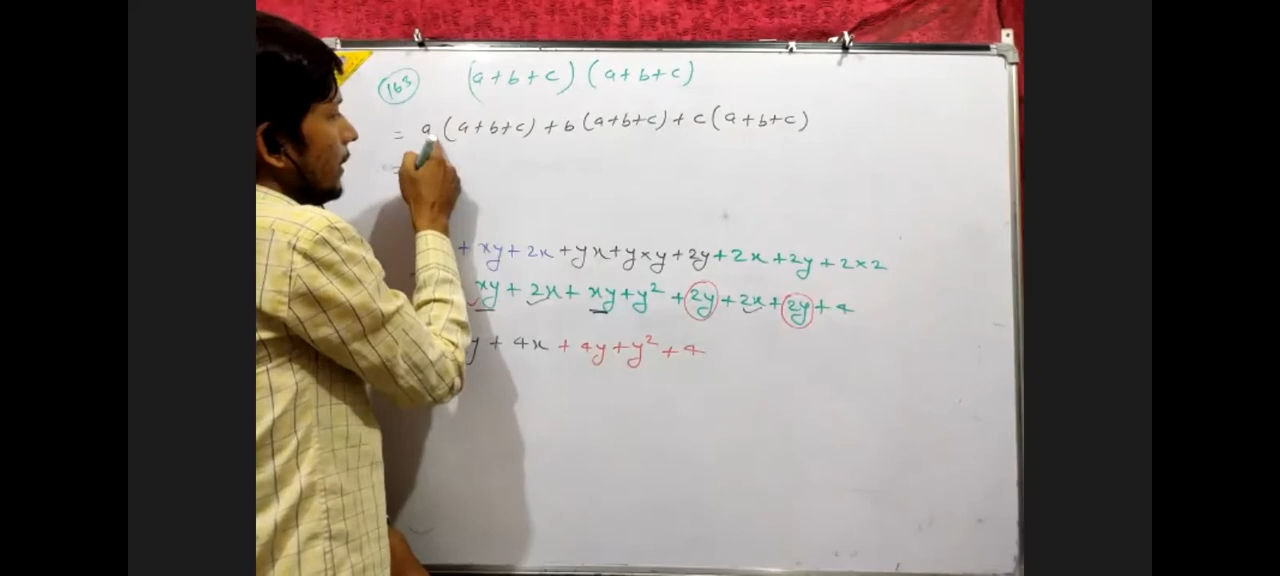 163 (a+b+c) (a+b+c)
= a (a+b+c) + b (a+b+c) + c (a+b+c)
=
+ xy + 2x + yx + y×y + 2y + 2x + 2y + 2×2
xy + 2x + xy + y² + 2y + 2x + 2y + 4
y + 4x + 4y + y² + 4